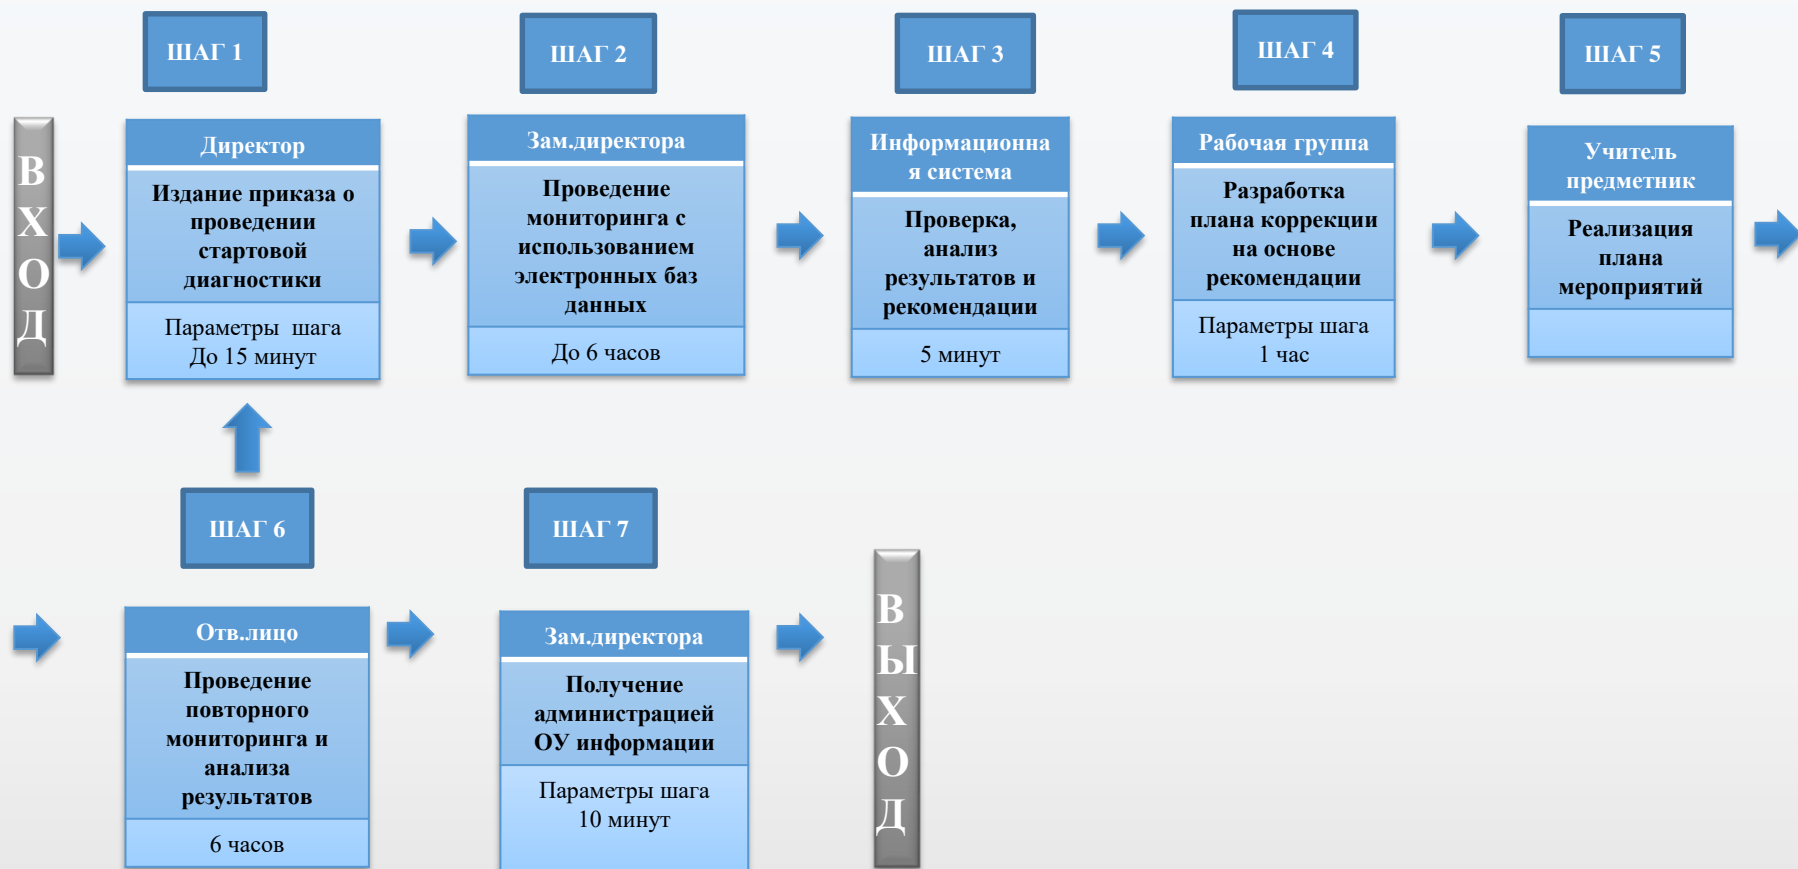 ШАГ 1
ШАГ 2
ШАГ 3
ШАГ 4
ШАГ 5
ВХОД
Директор
Издание приказа о
проведении
стартовой
диагностики
Параметры шага
До 15 минут
Зам.директора
Проведение
мониторинга с
использованием
электронных баз
данных
До 6 часов
Информационна
я система
Проверка,
анализ
результатов и
рекомендации
5 минут
Рабочая группа
Разработка
плана коррекции
на основе
рекомендации
Параметры шага
1 час
Учитель
предметник
Реализация
плана
мероприятий
ШАГ 6
ШАГ 7
Отв.лицо
Проведение
повторного
мониторинга и
анализа
результатов
6 часов
Зам.директора
Получение
администрацией
ОУ информации
Параметры шага
10 минут
ВЫХОД